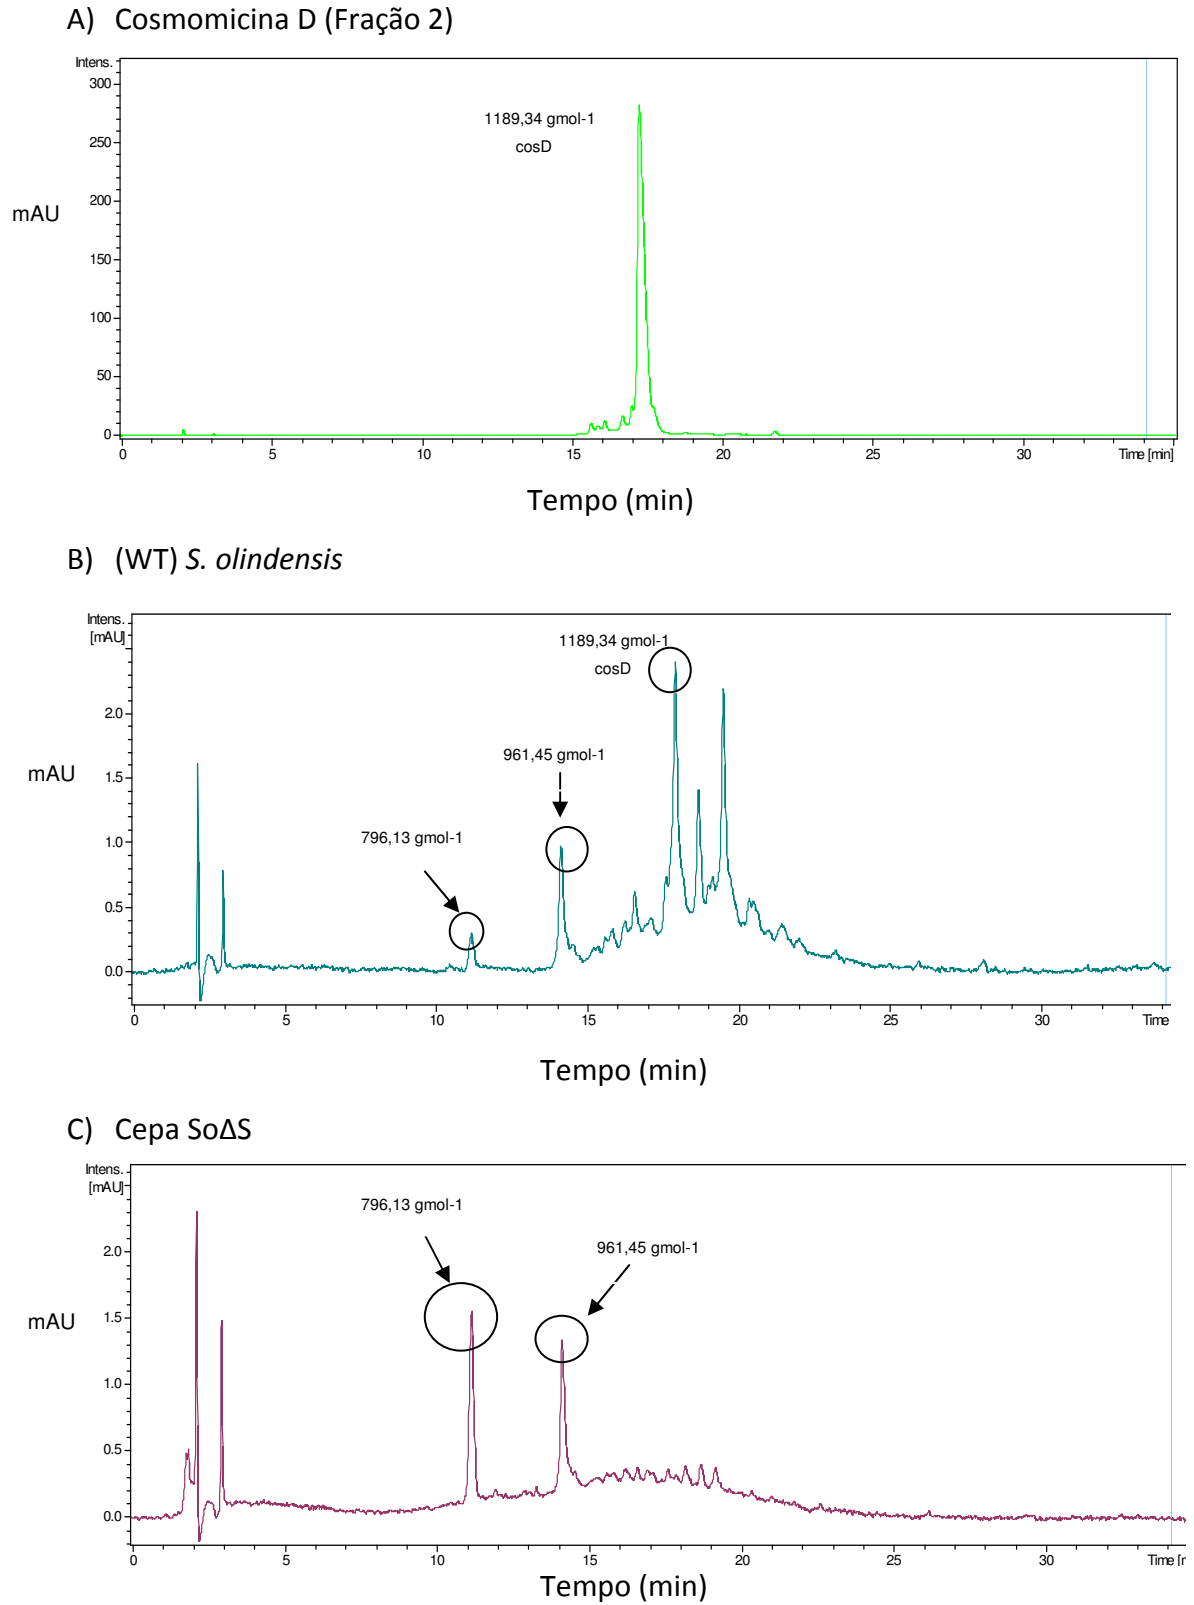 A) Cosmomicina D (Fração 2)
Intens.
300
1189,34 gmol-1
cosD
250
200
mAU
150
100
50
0
0 5 10 15 20 25 30 Time [min]
Tempo (min)
B) (WT) S. olindensis
Intens.
[mAU]
1189,34 gmol-1
cosD
2.0
961,45 gmol-1
mAU
1.5
1.0
796,13 gmol-1
0.5
0.0
0 5 10 15 20 25 30 Time
Tempo (min)
C) Cepa SoΔS
Intens.
[mAU]
796,13 gmol-1
961,45 gmol-1
2.0
mAU
1.5
1.0
0.5
0.0
0 5 10 15 20 25 30 Time [m
Tempo (min)